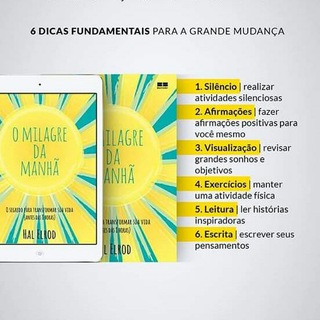 6 DICAS FUNDAMENTAIS PARA A GRANDE MUDANÇA
O MILAGRE
DA
MANHÃ
O SEGREDO PARA TRANSFORMAR SUA VIDA
(ANTES DAS 8 HORAS)
HAL ELROD
MILAGRE
DA
MANHÃ
PARA TRANSFORMAR SUA VIDA
(ANTES DAS 8 HORAS)
HAL ELROD
1. Silêncio | realizar
atividades silenciosas
2. Afirmações | fazer
afirmações positivas para
você mesmo
3. Visualização | revisar
grandes sonhos e
objetivos
4. Exercícios | manter
uma atividade física
5. Leitura | ler histórias
inspiradoras
6. Escrita | escrever seus
pensamentos